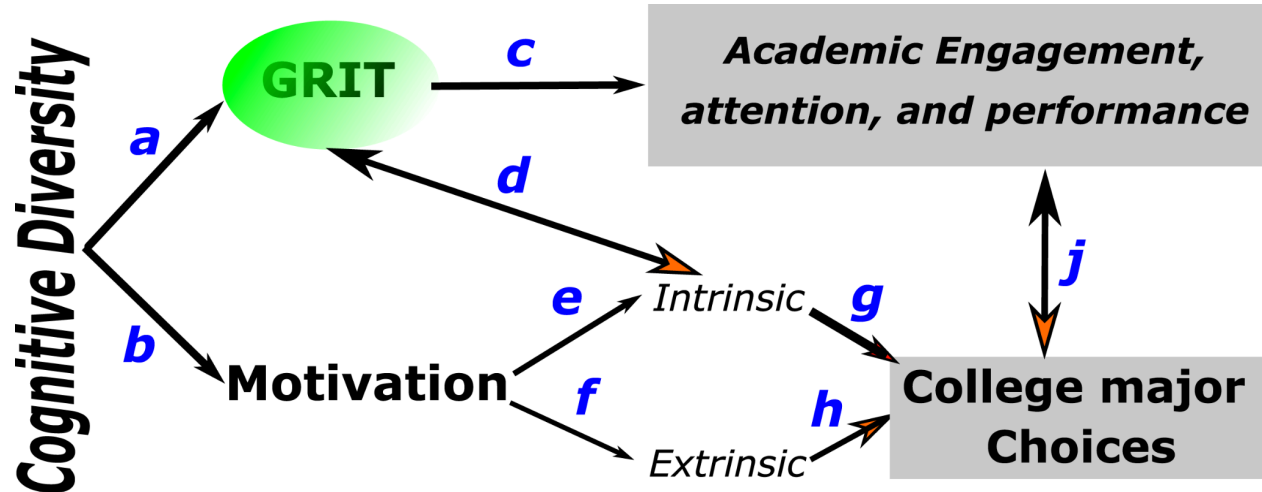 Cognitive Diversity
a
b
GRIT
c
Academic Engagement,
attention, and performance
d
e
Intrinsic
g
j
Motivation
f
Extrinsic
h
College major
Choices